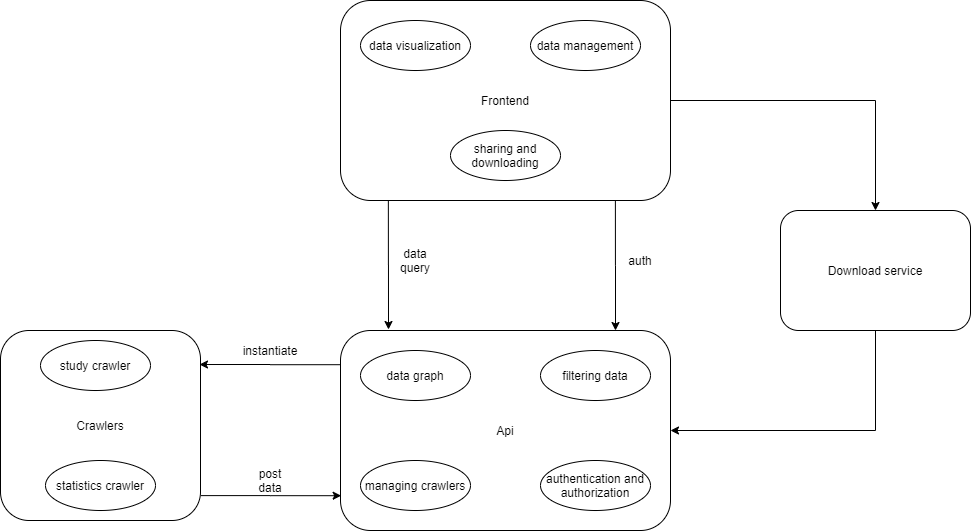 data visualization
data management
Frontend
sharing and
downloading
data
query
auth
Download service
instantiate
study crawler
Crawlers
statistics crawler
post
data
data graph
filtering data
Api
managing crawlers
authentication and
authorization